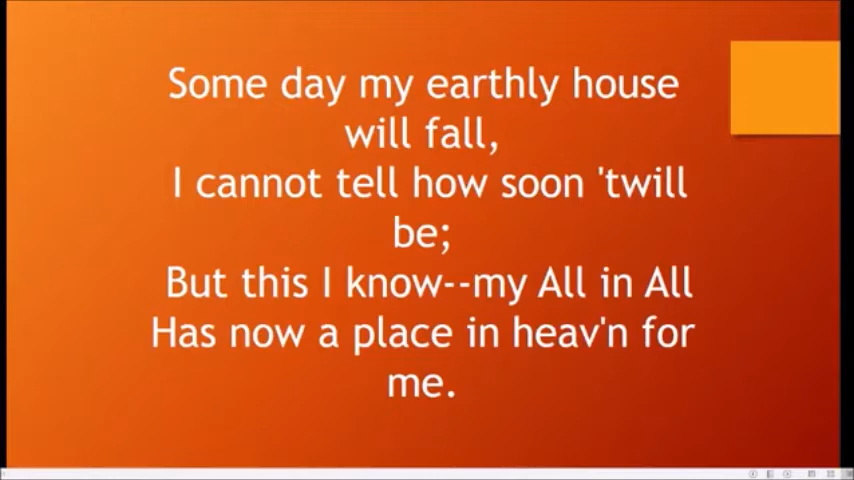 Some day my earthly house
will fall,
I cannot tell how soon 'twill
be;
But this I know--my All in All
Has now a place in heav'n for
me.